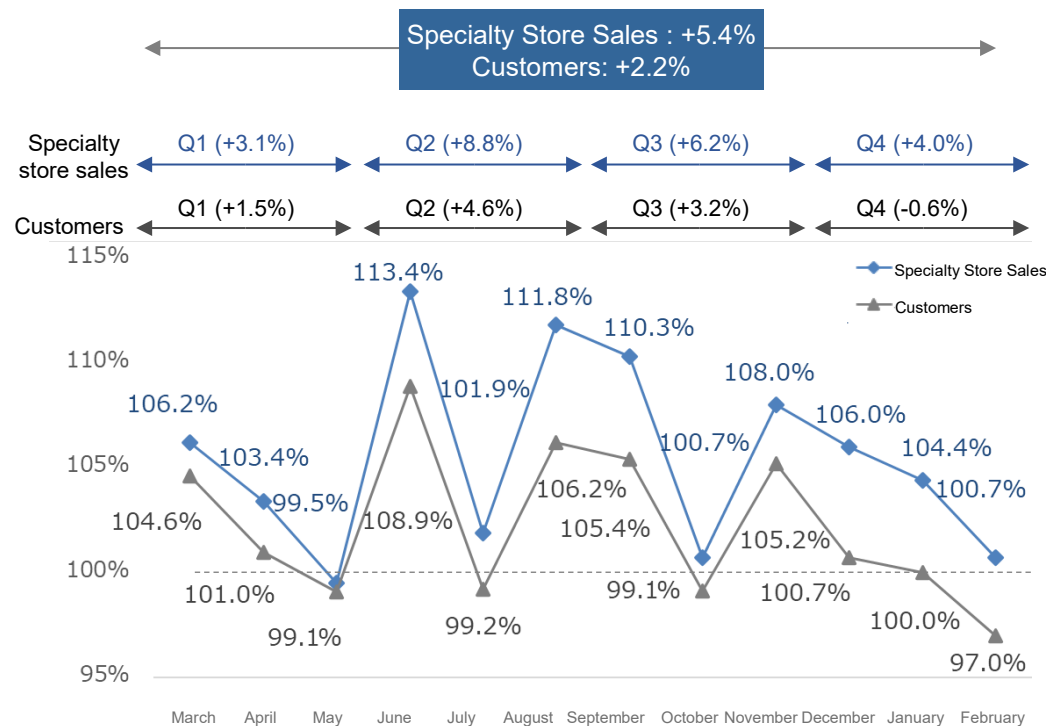 Specialty Store Sales : +5.4%
Customers: +2.2%
Specialty
store sales
Q1 (+3.1%)
Q2 (+8.8%)
Q3 (+6.2%)
Q4 (+4.0%)
Customers
Q1 (+1.5%)
Q2 (+4.6%)
Q3 (+3.2%)
Q4 (-0.6%)
115%
110%
105%
100%
95%
Specialty Store Sales
Customers
106.2%
103.4%
99.5%
113.4%
101.9%
111.8%
110.3%
100.7%
108.0%
106.0%
104.4%
100.7%
104.6%
101.0%
99.1%
108.9%
99.2%
106.2%
105.4%
99.1%
105.2%
100.7%
100.0%
97.0%
March April May June July August September October November December January February